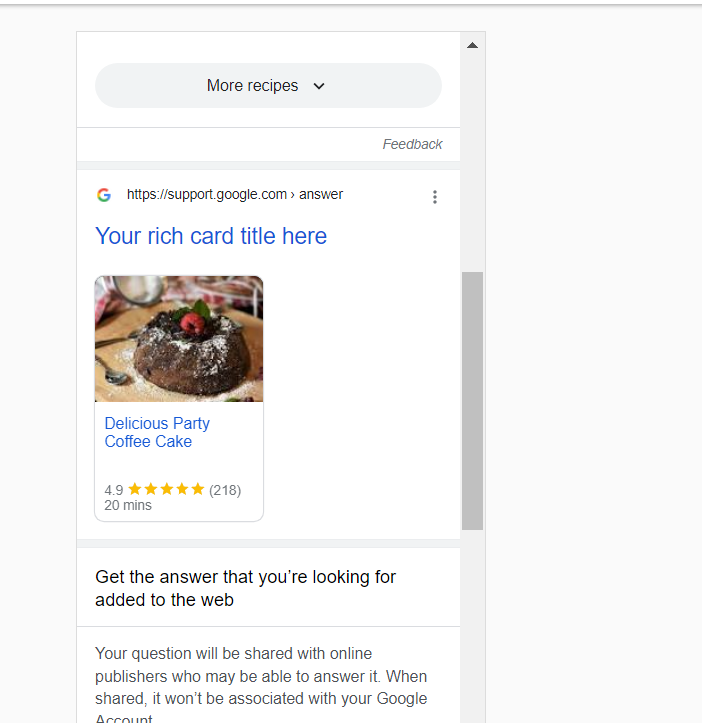 More recipes
Feedback
https://support.google.com › answer
Your rich card title here
Delicious Party
Coffee Cake
4.9 ★★★★★ (218)
20 mins
Get the answer that you’re looking for
added to the web
Your question will be shared with online
publishers who may be able to answer it. When
shared, it won’t be associated with your Google
Account